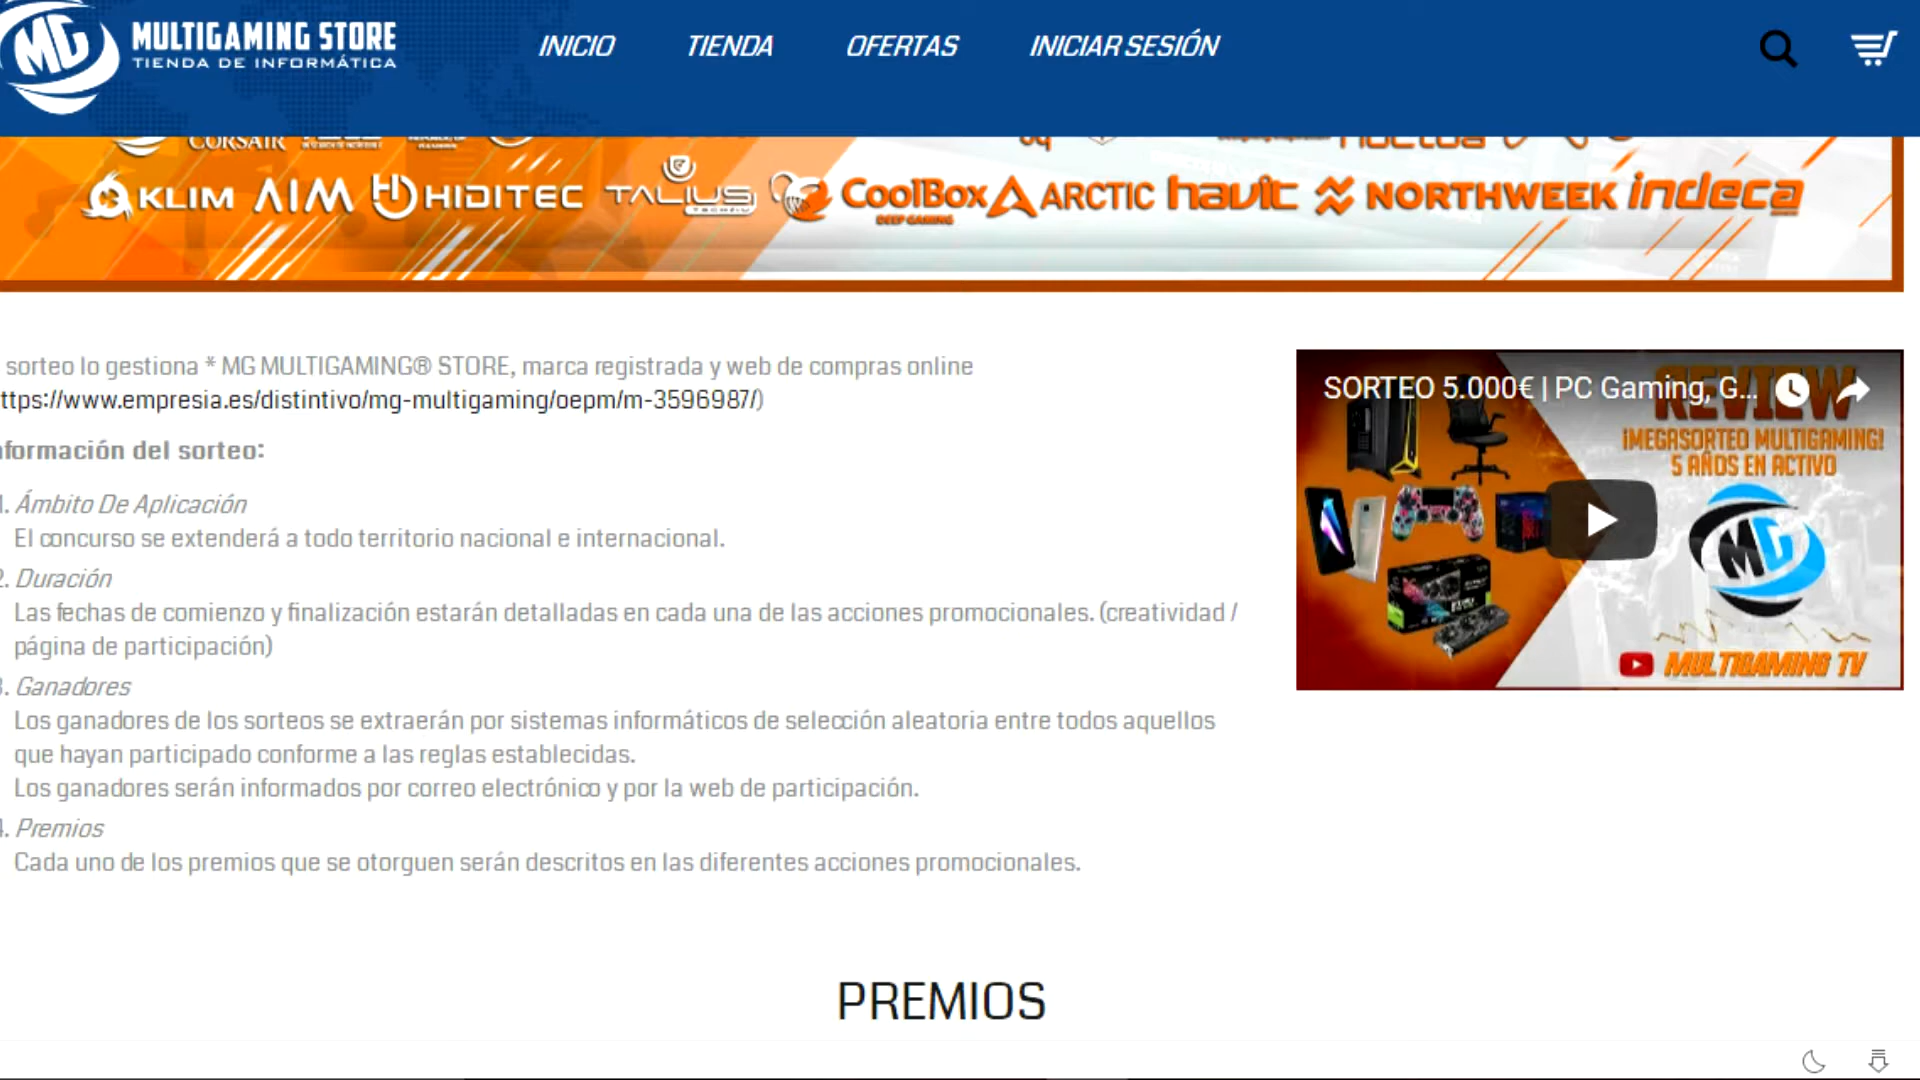 MG
MULTIGAMING STORE
TIENDA DE INFORMÁTICA
INICIO
TIENDA
OFERTAS
INICIAR SESIÓN
CORSAIR
noctua
KLIM
AIM
HIDITEC
TALIUS
CoolBox
DEEP GAMING
ARCTIC
havit
NORTHWEEK
indeca
sorteo lo gestiona * MG MULTIGAMING® STORE, marca registrada y web de compras online
ttps://www.empresia.es/distintivo/mg-multigaming/oepm/m-3596987/)
nformación del sorteo:
1. Ámbito De Aplicación
El concurso se extenderá a todo territorio nacional e internacional.
2. Duración
Las fechas de comienzo y finalización estarán detalladas en cada una de las acciones promocionales. (creatividad /
página de participación)
3. Ganadores
Los ganadores de los sorteos se extraerán por sistemas informáticos de selección aleatoria entre todos aquellos
que hayan participado conforme a las reglas establecidas.
Los ganadores serán informados por correo electrónico y por la web de participación.
4. Premios
Cada uno de los premios que se otorguen serán descritos en las diferentes acciones promocionales.
SORTEO 5.000€ | PC Gaming, G...
REVIEW
¡MEGASORTEO MULTIGAMING!
5 AÑOS EN ACTIVO
MG
MULTIGAMING TV
PREMIOS